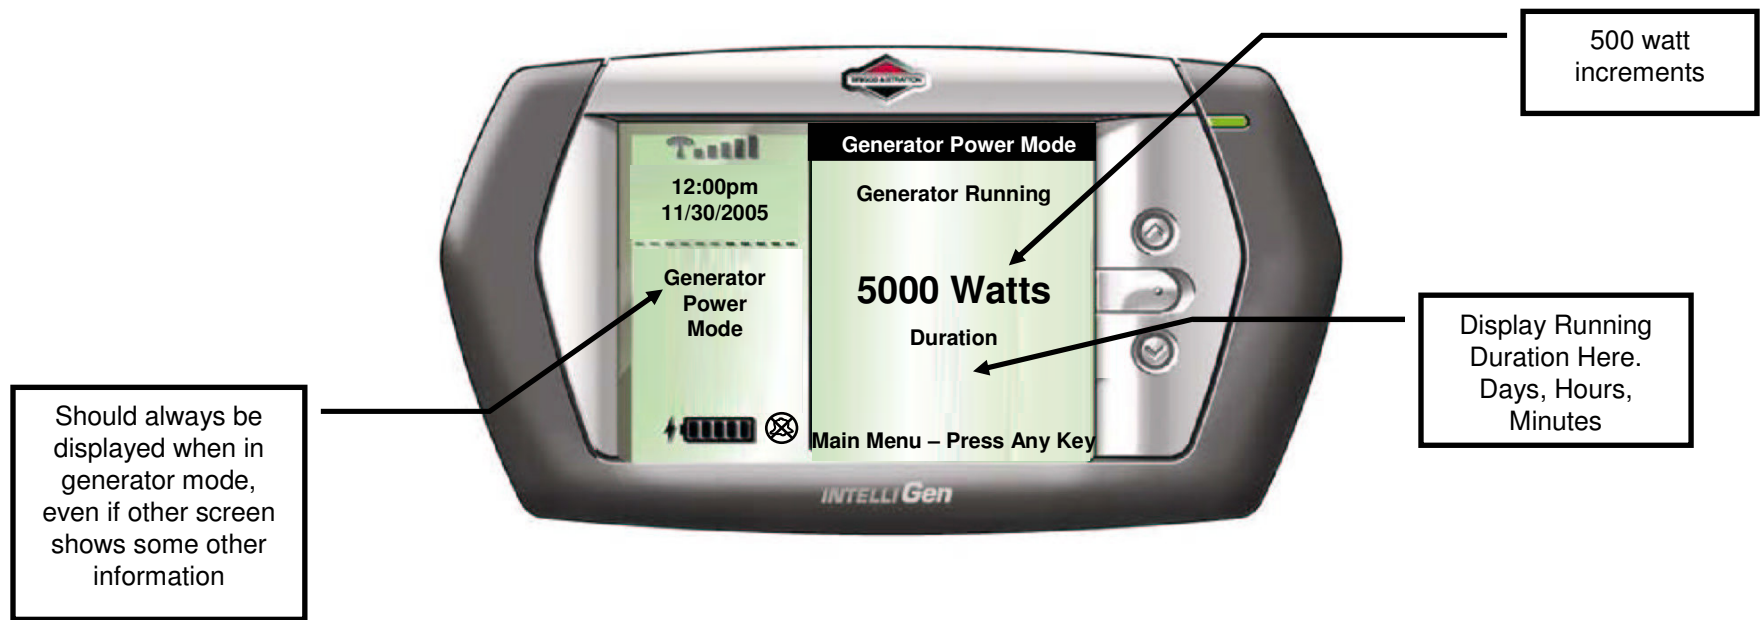 500 watt
increments
BRIGGS & STRATTON
12:00pm
11/30/2005
Generator
Power
Mode
Generator Power Mode
Generator Running
5000 Watts
Duration
Main Menu – Press Any Key
INTELLIGen
Display Running
Duration Here.
Days, Hours,
Minutes
Should always be
displayed when in
generator mode,
even if other screen
shows some other
information